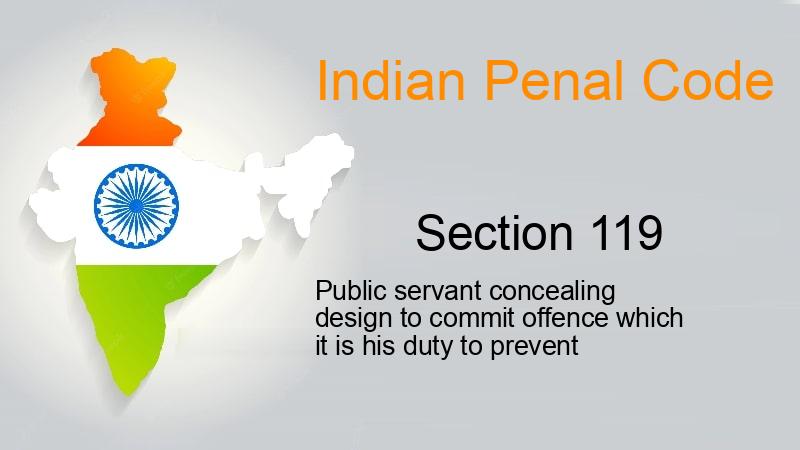 Indian Penal Code
Section 119
Public servant concealing
design to commit offence which
it is his duty to prevent